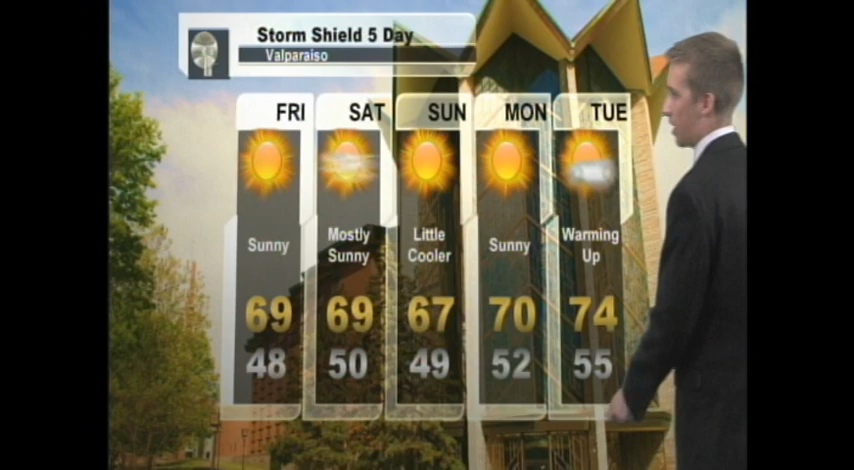 Storm Shield 5 Day
Valparaiso
FRI SAT SUN MON TUE
Sunny
Mostly
Sunny
Little
Cooler
Sunny
Warming
Up
69 69 67 70 74
48 50 49 52 55